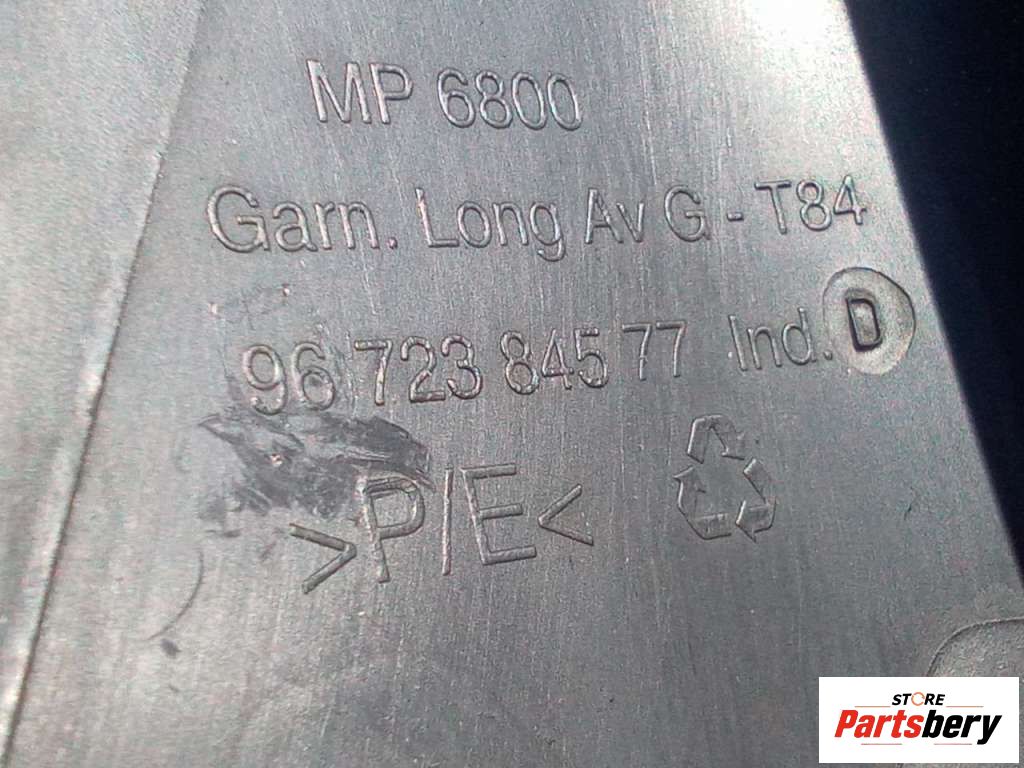 MP 6800
Garn. Long Av G - T84
96 723 845 77 Ind. D
>P/E<
STORE
Partsbery